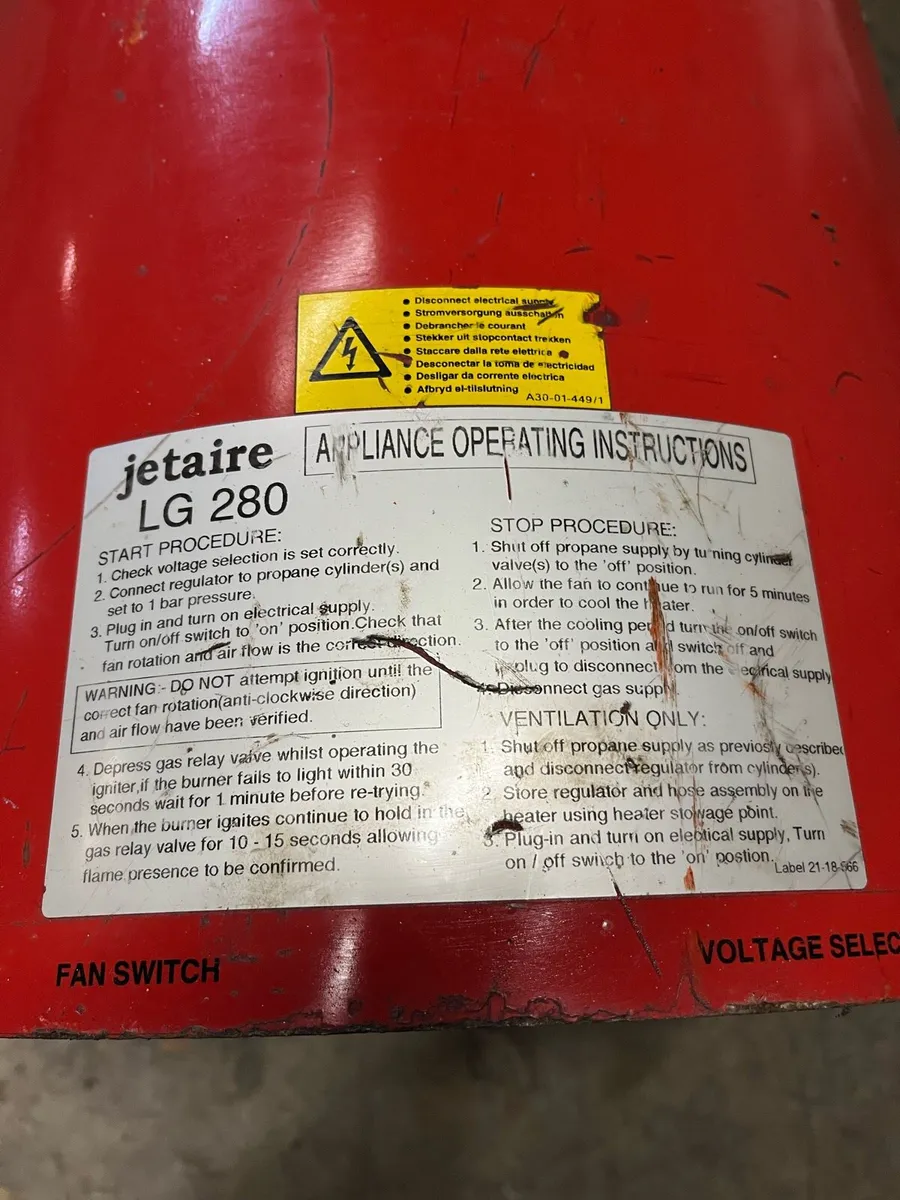 Disconnect electrical supply
Stromversorgung ausschalten
Debrancher le courant
Stekker uit stopcontact trekken
Staccare dalla rete elettrica
Desconectar la toma de electricidad
Desligar da corrente electrica
Afbryd el-tilslutning
A30-01-449/1
jetaire
LG 280
APPLIANCE OPERATING INSTRUCTIONS
START PROCEDURE:
1. Check voltage selection is set correctly.
2. Connect regulator to propane cylinder(s) and
set to 1 bar pressure.
3. Plug in and turn on electrical supply.
Turn on/off switch to 'on' position.Check that
fan rotation and air flow is the correct direction.
WARNING:- DO NOT attempt ignition until the
correct fan rotation(anti-clockwise direction)
and air flow have been verified.
4. Depress gas relay valve whilst operating the
igniter,if the burner fails to light within 30
seconds wait for 1 minute before re-trying.
5. When the burner ignites continue to hold in the
gas relay valve for 10 - 15 seconds allowing
flame presence to be confirmed.
STOP PROCEDURE:
1. Shut off propane supply by turning cylinder
valve(s) to the 'off' position.
2. Allow the fan to continue to run for 5 minutes
in order to cool the heater.
3. After the cooling period turn the on/off switch
to the 'off' position and switch off and
unplug to disconnect from the electrical supply
4. Disconnect gas supply
VENTILATION ONLY:
1. Shut off propane supply as previosly described
and disconnect regulator from cylinder(s).
2. Store regulator and hose assembly on the
heater using heater stowage point.
3. Plug-in and turn on electical supply, Turn
on / off switch to the 'on' postion.
Label 21-18-966
FAN SWITCH
VOLTAGE SELEC